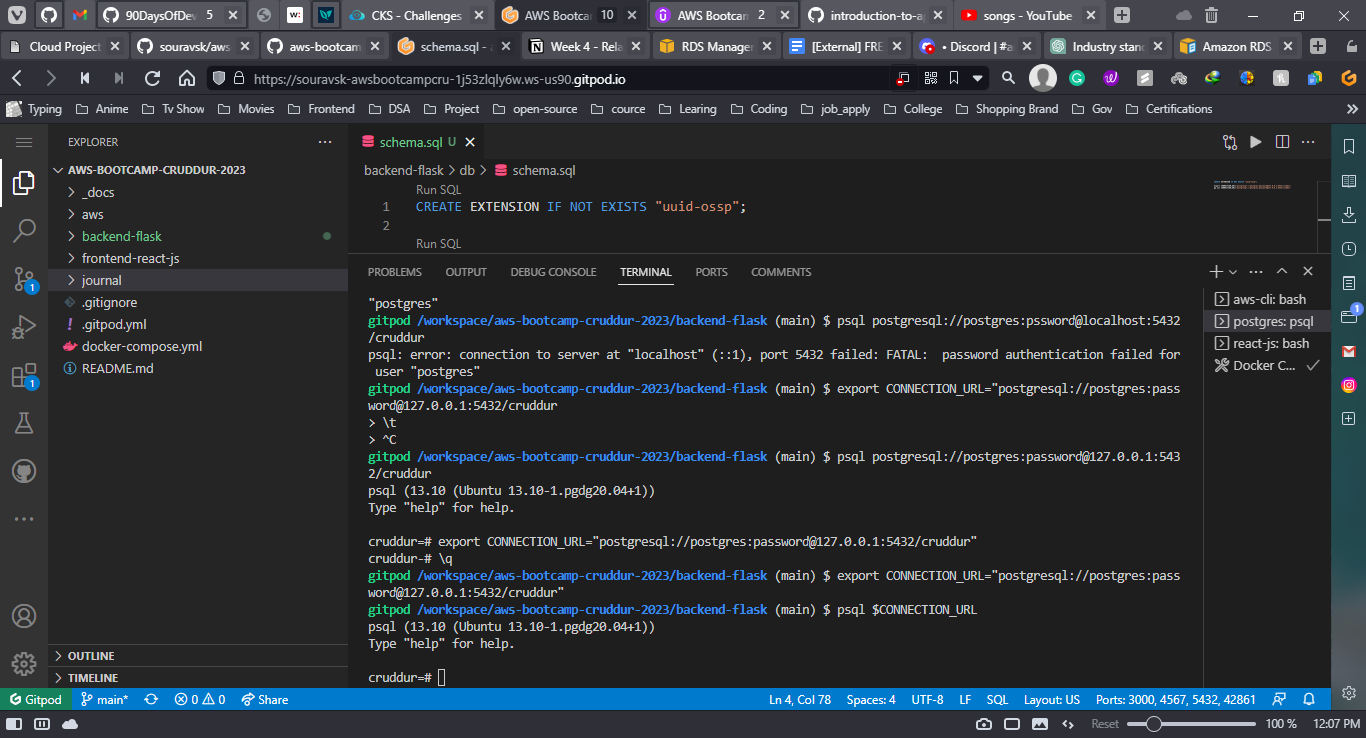 90DaysOfDev 5
w:
CKS - Challenges
AWS Bootcam 10
AWS Bootcam 2
introduction-to-ap
songs - YouTube
Cloud Project
souravsk/aws
aws-bootcam
schema.sql - a
Week 4 - Rela
RDS Manager
[External] FRE
• Discord | #a
Industry stan
Amazon RDS
https://souravsk-awsbootcampcru-1j53zlqly6w.ws-us90.gitpod.io
Typing
Anime
Tv Show
Movies
Frontend
DSA
Project
open-source
cource
Learing
Coding
job_apply
College
Shopping Brand
Gov
Certifications
EXPLORER
AWS-BOOTCAMP-CRUDDUR-2023
_docs
aws
backend-flask
frontend-react-js
journal
.gitignore
.gitpod.yml
docker-compose.yml
README.md
OUTLINE
TIMELINE
1
1
schema.sql U
backend-flask > db > schema.sql
Run SQL
1 CREATE EXTENSION IF NOT EXISTS "uuid-ossp";
2
Run SQL
PROBLEMS OUTPUT DEBUG CONSOLE TERMINAL PORTS COMMENTS
"postgres"
gitpod /workspace/aws-bootcamp-cruddur-2023/backend-flask (main) $ psql postgresql://postgres:pssword@localhost:5432
/cruddur
psql: error: connection to server at "localhost" (::1), port 5432 failed: FATAL:  password authentication failed for
 user "postgres"
gitpod /workspace/aws-bootcamp-cruddur-2023/backend-flask (main) $ export CONNECTION_URL="postgresql://postgres:pass
word@127.0.0.1:5432/cruddur
> \t
> ^C
gitpod /workspace/aws-bootcamp-cruddur-2023/backend-flask (main) $ psql postgresql://postgres:password@127.0.0.1:543
2/cruddur
psql (13.10 (Ubuntu 13.10-1.pgdg20.04+1))
Type "help" for help.
cruddur=# export CONNECTION_URL="postgresql://postgres:password@127.0.0.1:5432/cruddur"
cruddur-# \q
gitpod /workspace/aws-bootcamp-cruddur-2023/backend-flask (main) $ export CONNECTION_URL="postgresql://postgres:pass
word@127.0.0.1:5432/cruddur"
gitpod /workspace/aws-bootcamp-cruddur-2023/backend-flask (main) $ psql $CONNECTION_URL
psql (13.10 (Ubuntu 13.10-1.pgdg20.04+1))
Type "help" for help.
cruddur=#
aws-cli: bash
postgres: psql
react-js: bash
Docker C...
1
Gitpod main* 0 0 Share
Ln 4, Col 78 Spaces: 4 UTF-8 LF SQL Layout: US Ports: 3000, 4567, 5432, 42861
Reset 100 % 12:07 PM